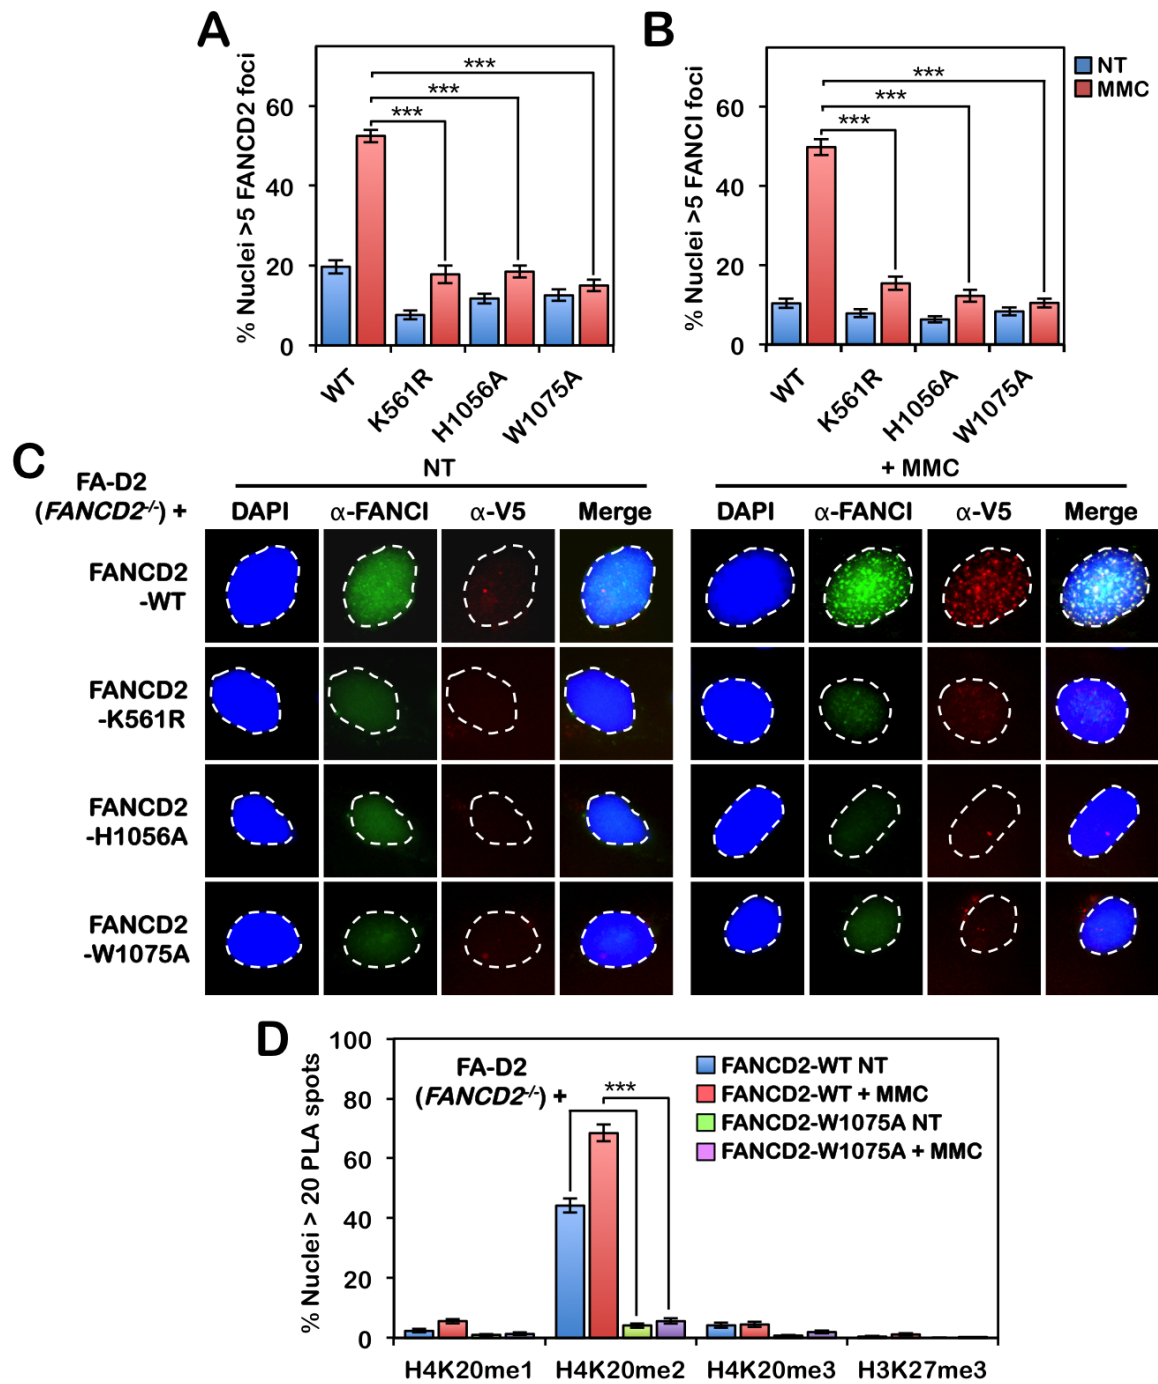 A
% Nuclei >5 FANCD2 foci
60
40
20
0
***
***
***
WT
K561R
H1056A
W1075A
B
% Nuclei >5 FANCI foci
60
40
20
0
***
***
***
WT
K561R
H1056A
W1075A
NT
MMC
C
FA-D2
(FANCD2-/-) +
NT
+ MMC
DAPI α-FANCI α-V5 Merge DAPI α-FANCI α-V5 Merge
FANCD2
-WT
FANCD2
-K561R
FANCD2
-H1056A
FANCD2
-W1075A
D
% Nuclei > 20 PLA spots
100
80
60
40
20
0
FA-D2
(FANCD2-/-) +
***
FANCD2-WT NT
FANCD2-WT + MMC
FANCD2-W1075A NT
FANCD2-W1075A + MMC
H4K20me1 H4K20me2 H4K20me3 H3K27me3